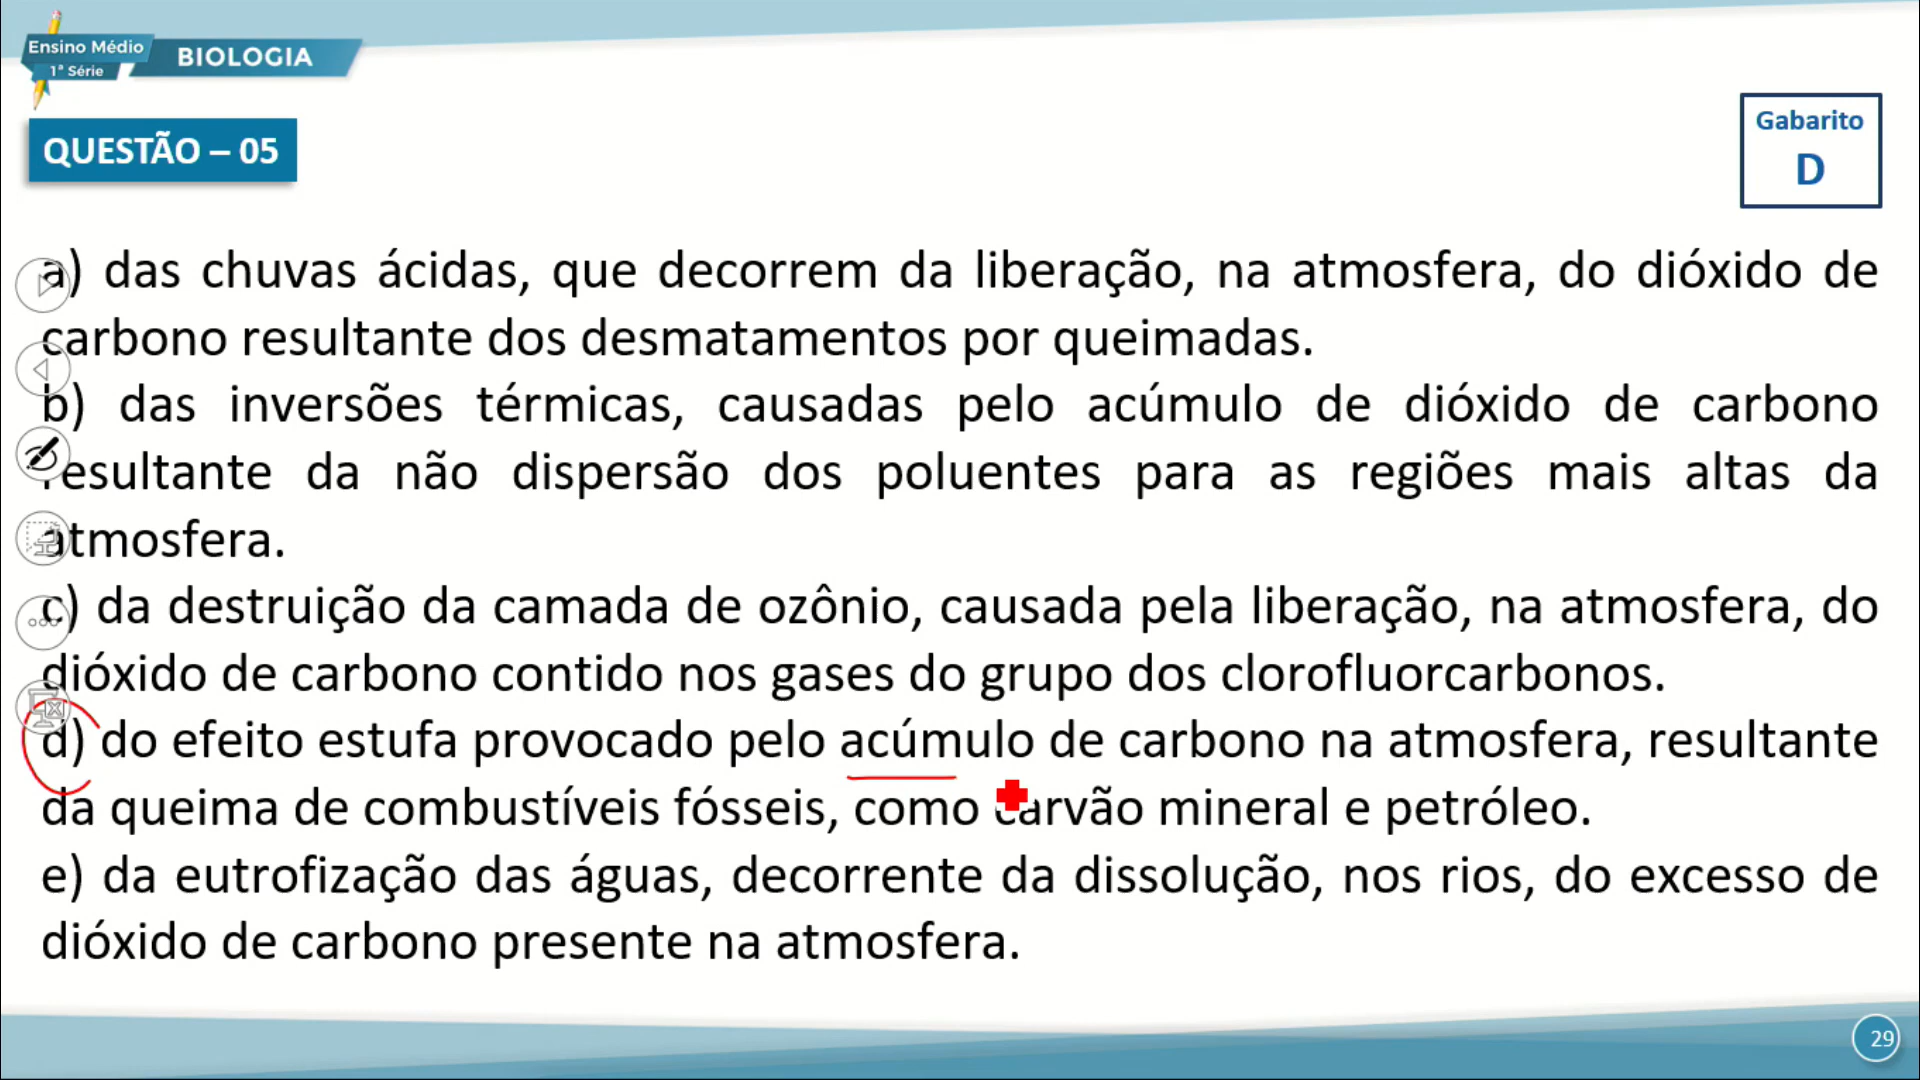 Ensino Médio
1ª Série
BIOLOGIA
QUESTÃO – 05
Gabarito
D
a) das chuvas ácidas, que decorrem da liberação, na atmosfera, do dióxido de
carbono resultante dos desmatamentos por queimadas.
b) das inversões térmicas, causadas pelo acúmulo de dióxido de carbono
resultante da não dispersão dos poluentes para as regiões mais altas da
atmosfera.
c) da destruição da camada de ozônio, causada pela liberação, na atmosfera, do
dióxido de carbono contido nos gases do grupo dos clorofluorcarbonos.
d) do efeito estufa provocado pelo acúmulo de carbono na atmosfera, resultante
da queima de combustíveis fósseis, como carvão mineral e petróleo.
e) da eutrofização das águas, decorrente da dissolução, nos rios, do excesso de
dióxido de carbono presente na atmosfera.
29